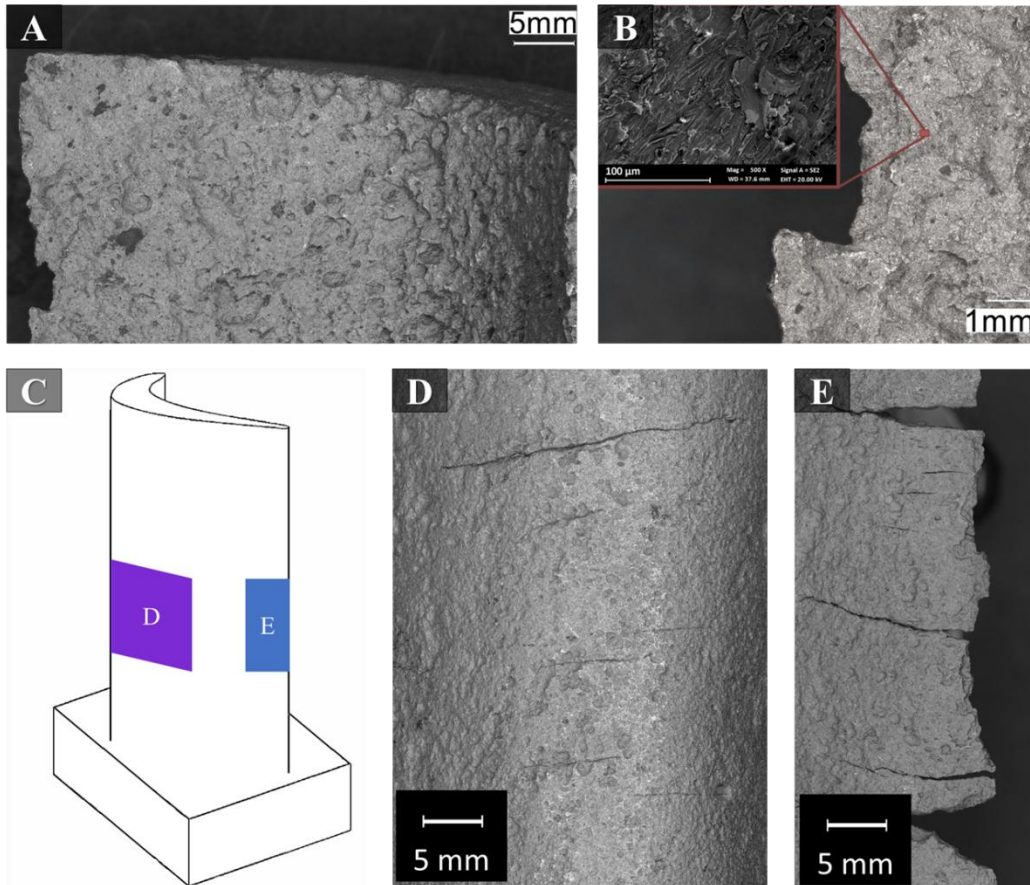 A
5mm
B
100 µm
Mag = 500 X
Signal A = SE2
WD = 37.6 mm
EHT = 20.00 kV
1mm
C
D
E
D
5 mm
E
5 mm